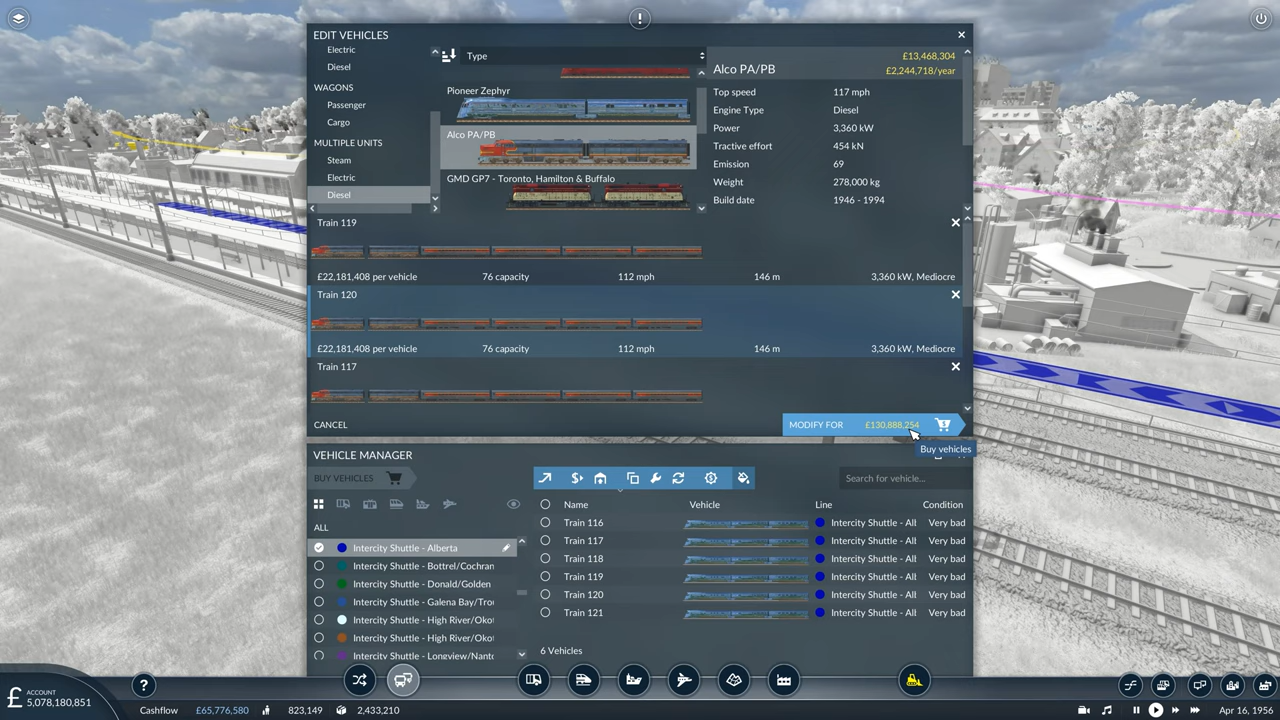 EDIT VEHICLES
Electric
Diesel
WAGONS
Passenger
Cargo
MULTIPLE UNITS
Steam
Electric
Diesel
Type
Pioneer Zephyr
Alco PA/PB
GMD GP7 - Toronto, Hamilton & Buffalo
£13,468,304
Alco PA/PB
£2,244,718/year
Top speed 117 mph
Engine Type Diesel
Power 3,360 kW
Tractive effort 454 kN
Emission 69
Weight 278,000 kg
Build date 1946 - 1994
Train 119
£22,181,408 per vehicle 76 capacity 112 mph 146 m 3,360 kW, Mediocre
Train 120
£22,181,408 per vehicle 76 capacity 112 mph 146 m 3,360 kW, Mediocre
Train 117
CANCEL
MODIFY FOR £130,888,254
Buy vehicles
VEHICLE MANAGER
BUY VEHICLES
Search for vehicle...
ALL
Intercity Shuttle - Alberta
Intercity Shuttle - Bottrel/Cochran
Intercity Shuttle - Donald/Golden
Intercity Shuttle - Galena Bay/Trou
Intercity Shuttle - High River/Okot
Intercity Shuttle - High River/Okot
Intercity Shuttle - Longview/Nanto
Name Vehicle Line Condition
Train 116 Intercity Shuttle - All Very bad
Train 117 Intercity Shuttle - All Very bad
Train 118 Intercity Shuttle - All Very bad
Train 119 Intercity Shuttle - All Very bad
Train 120 Intercity Shuttle - All Very bad
Train 121 Intercity Shuttle - All Very bad
6 Vehicles
£ ACCOUNT
5,078,180,851
?
Cashflow £65,776,580 823,149 2,433,210
Apr 16, 1956